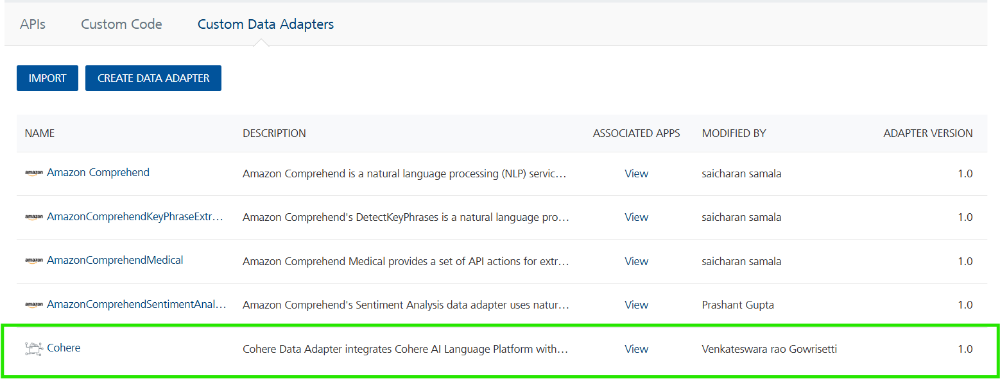 APIs Custom Code Custom Data Adapters
IMPORT CREATE DATA ADAPTER
NAME DESCRIPTION ASSOCIATED APPS MODIFIED BY ADAPTER VERSION
amazon Amazon Comprehend Amazon Comprehend is a natural language processing (NLP) servic... View saicharan samala 1.0
amazon AmazonComprehendKeyPhraseExtr... Amazon Comprehend's DetectKeyPhrases is a natural language pro... View saicharan samala 1.0
amazon AmazonComprehendMedical Amazon Comprehend Medical provides a set of API actions for extr... View saicharan samala 1.0
amazon AmazonComprehendSentimentAnal... Amazon Comprehend's Sentiment Analysis data adapter uses natur... View Prashant Gupta 1.0
Cohere Cohere Data Adapter integrates Cohere AI Language Platform with... View Venkateswara rao Gowrisetti 1.0